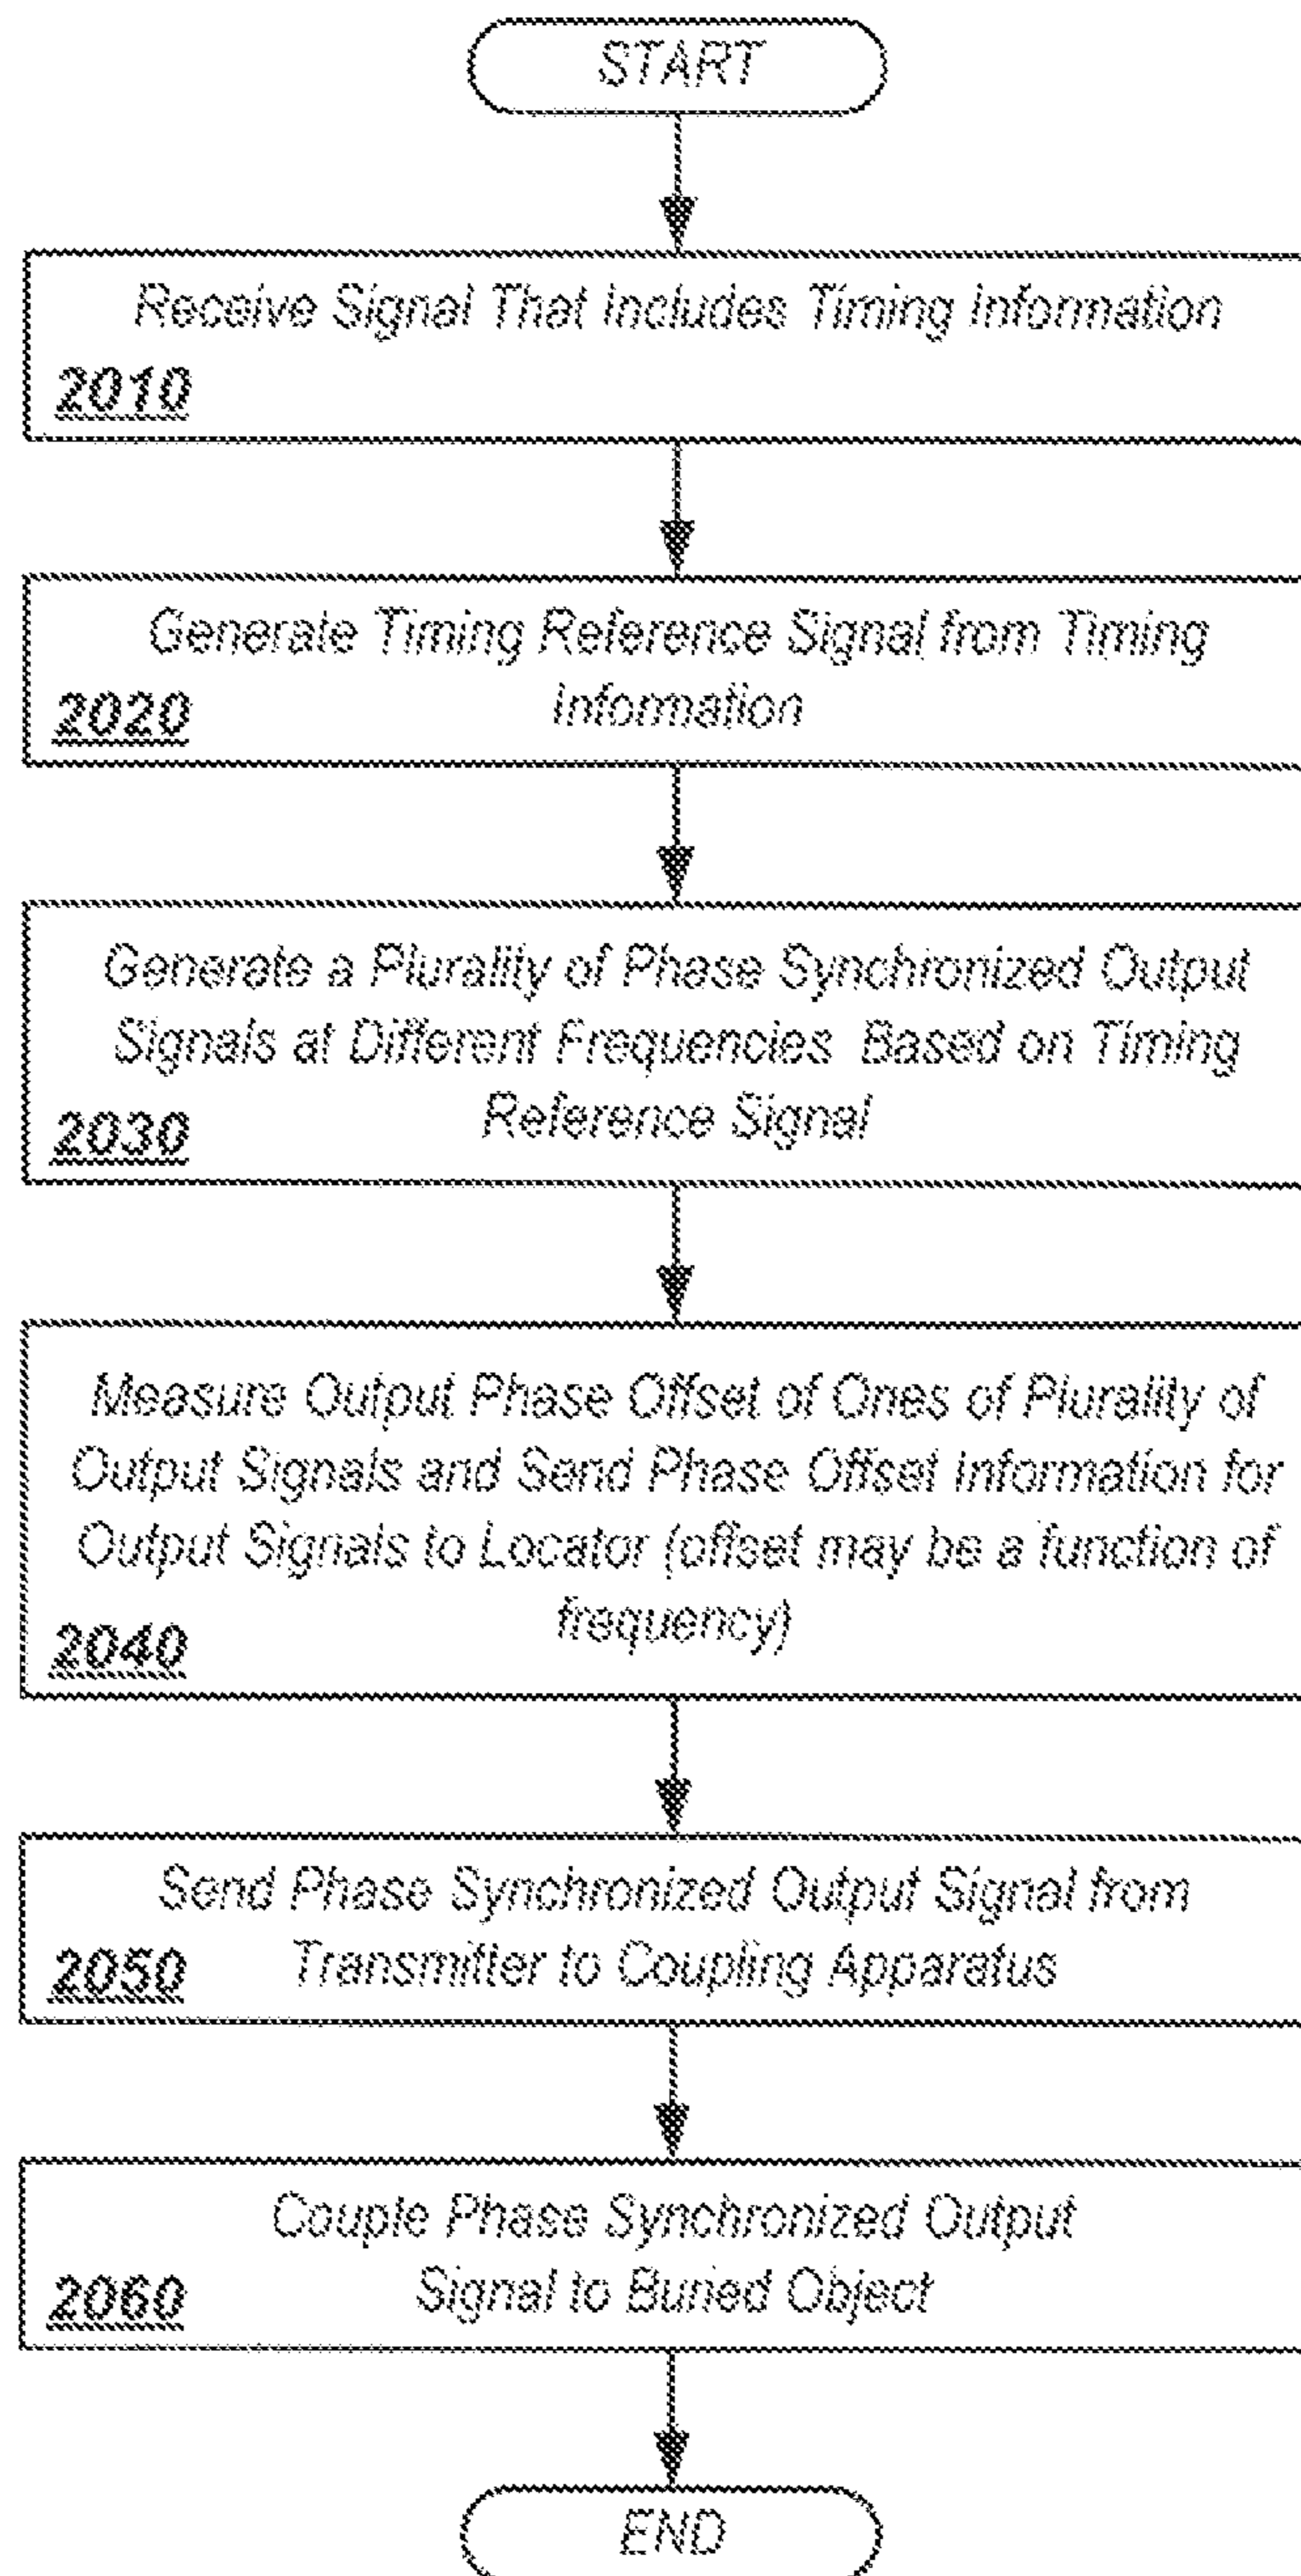 START
Receive Signal That Includes Timing Information
2010
Generate Timing Reference Signal from Timing
Information
2020
Generate a Plurality of Phase Synchronized Output
Signals at Different Frequencies Based on Timing
Reference Signal
2030
Measure Output Phase Offset of Ones of Plurality of
Output Signals and Send Phase Offset Information for
Output Signals to Locator (offset may be a function of
frequency)
2040
Send Phase Synchronized Output Signal from
Transmitter to Coupling Apparatus
2050
Couple Phase Synchronized Output
Signal to Buried Object
2060
END